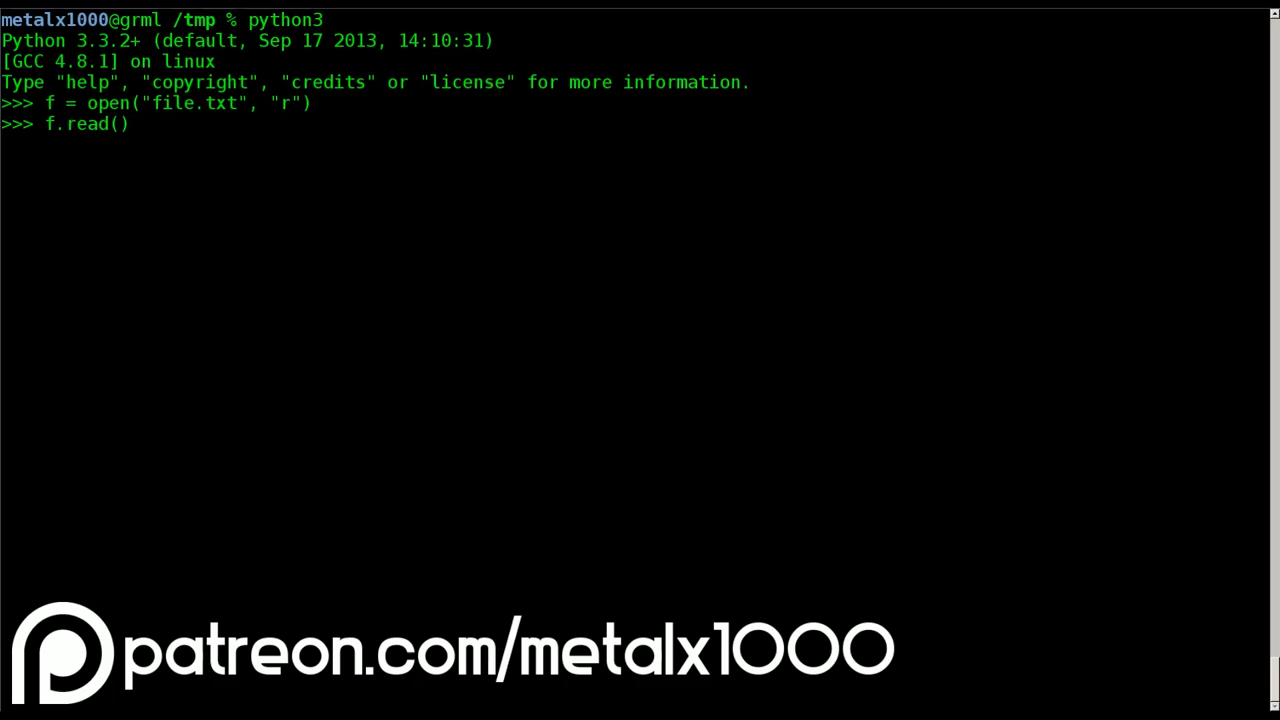 metalx1000@grml /tmp % python3
Python 3.3.2+ (default, Sep 17 2013, 14:10:31)
[GCC 4.8.1] on linux
Type "help", "copyright", "credits" or "license" for more information.
>>> f = open("file.txt", "r")
>>> f.read()
patreon.com/metalx1000